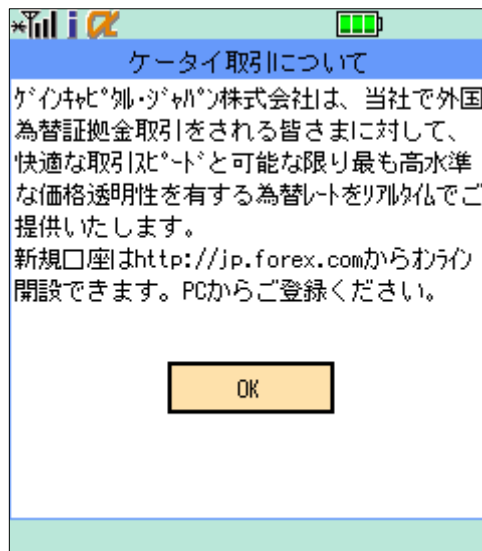 ケータイ取引について
ｹﾞｲﾝｷｬﾋﾟﾀﾙ･ｼﾞｬﾊﾟﾝ株式会社は、当社で外国
為替証拠金取引をされる皆さまに対して、
快適な取引ｽﾋﾟｰﾄﾞと可能な限り最も高水準
な価格透明性を有する為替ﾚｰﾄをﾘｱﾙﾀｲﾑでご
提供いたします。
新規口座はhttp://jp.forex.comからｵﾝﾗｲﾝ
開設できます。PCからご登録ください。
OK